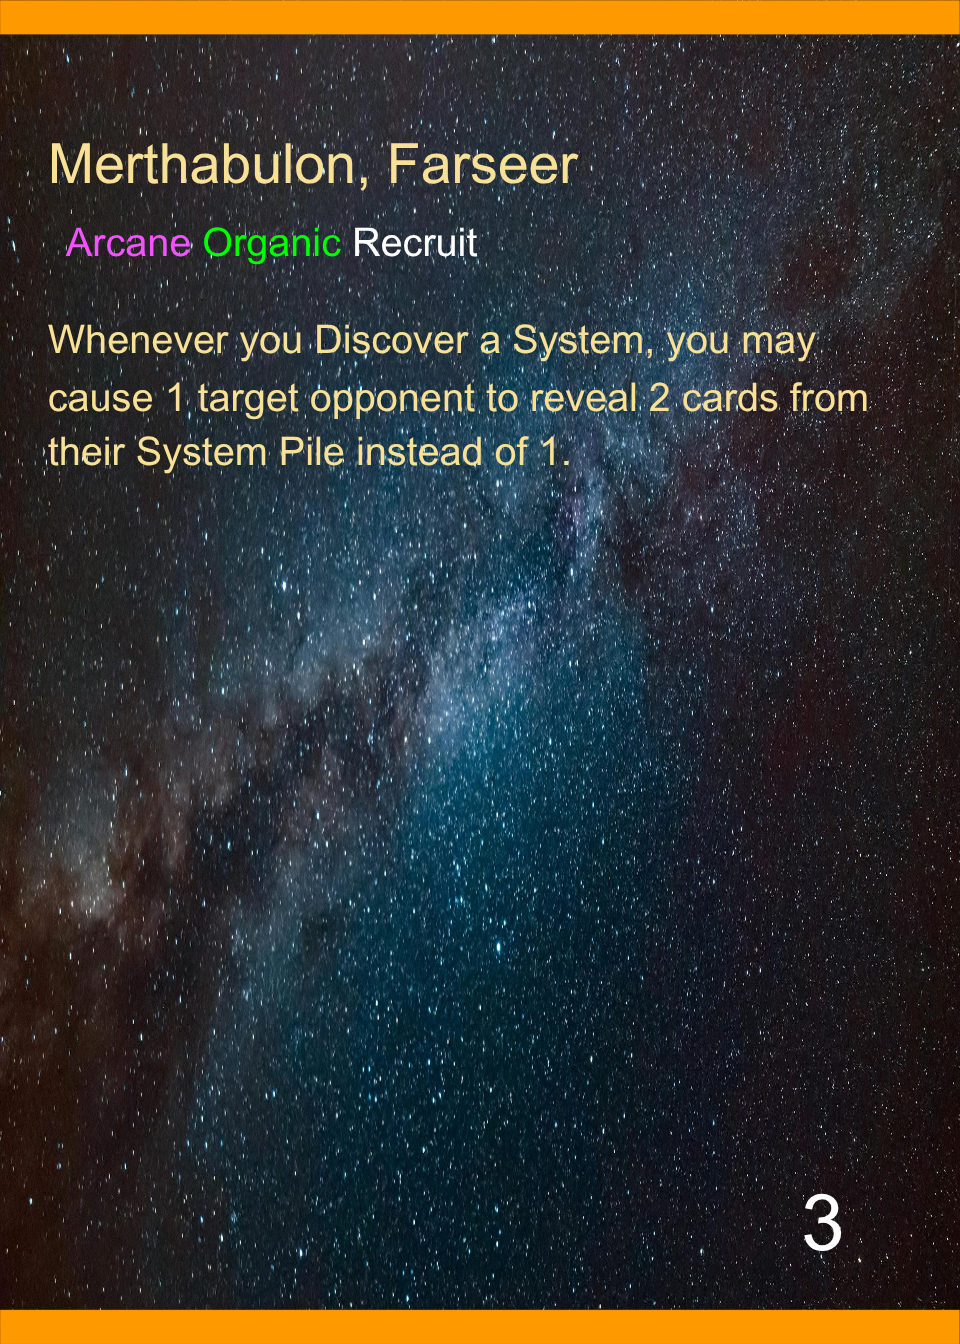 Merthabulon, Farseer
Arcane Organic Recruit
Whenever you Discover a System, you may
cause 1 target opponent to reveal 2 cards from
their System Pile instead of 1.
3